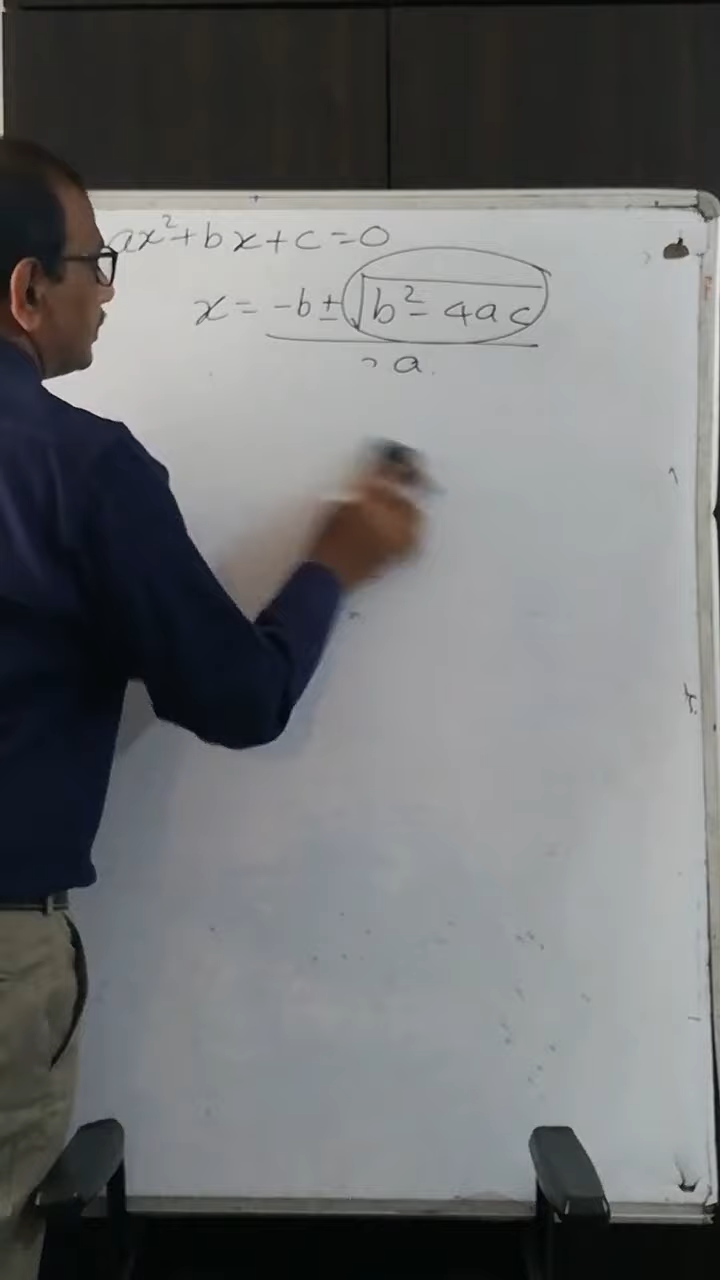 ax²+bx+c=0
x = -b ± √b²-4ac
a